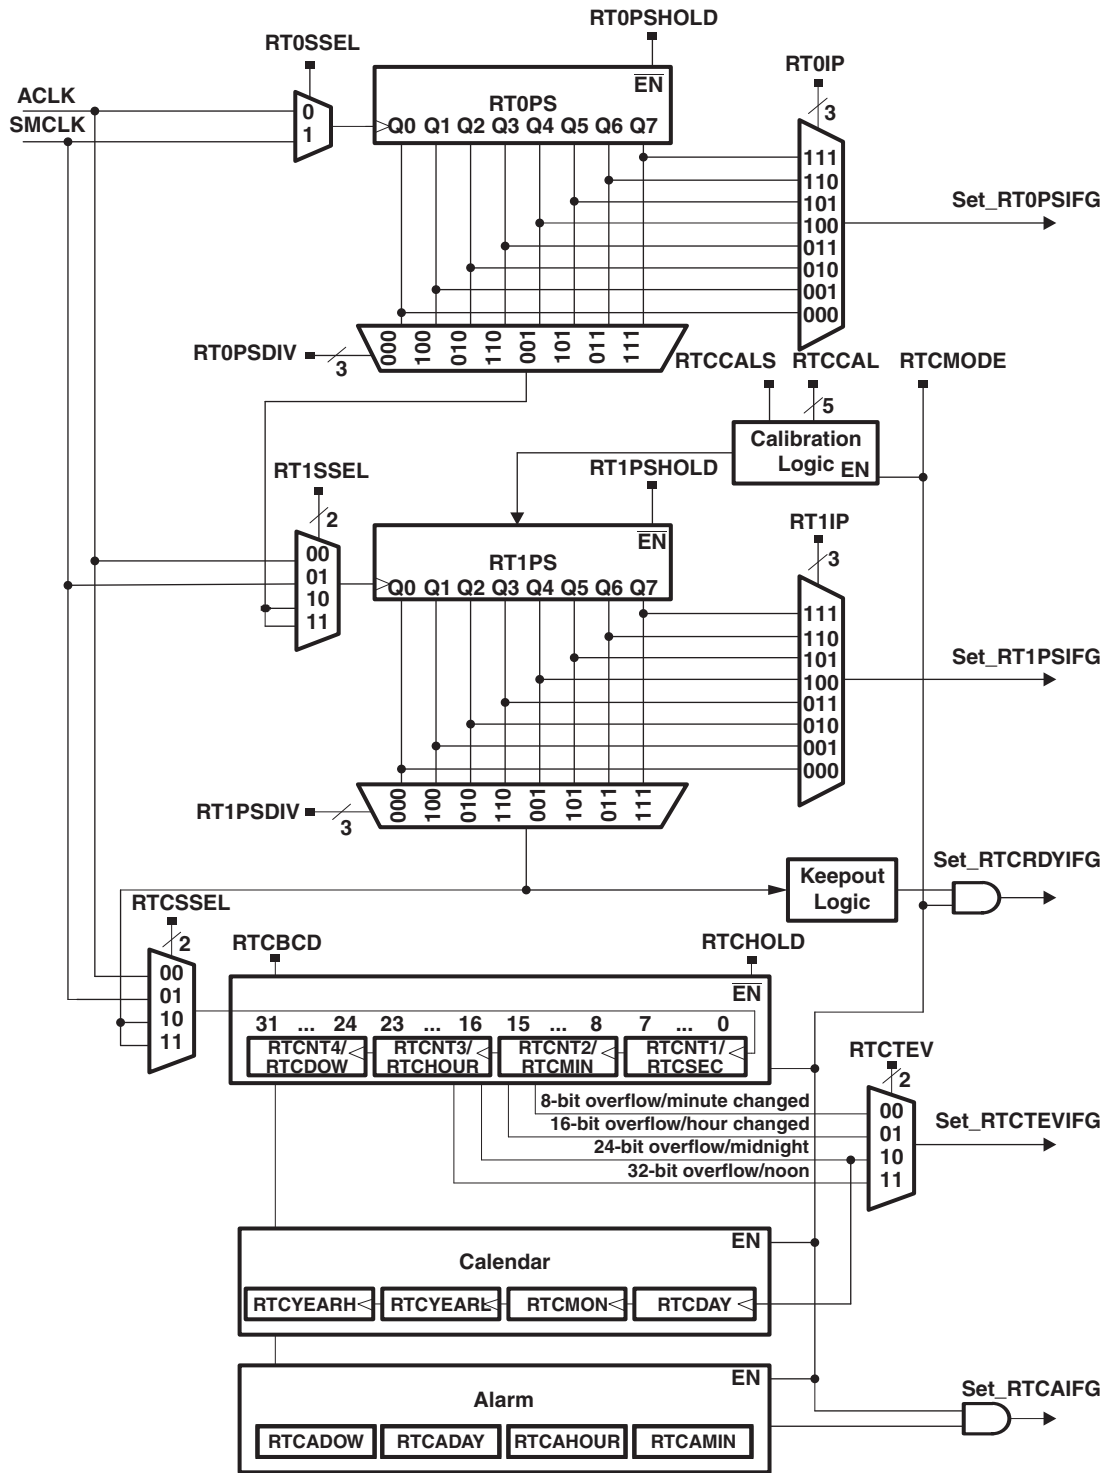 RT0PSHOLD
RT0SSEL
RT0IP
ACLK
SMCLK
0
1
EN
RT0PS
Q0 Q1 Q2 Q3 Q4 Q5 Q6 Q7
3
111
110
101
100
011
010
001
000
Set_RT0PSIFG
RT0PSDIV
3
000 100 010 110 001 101 011 111
RTCCALS RTCCAL RTCMODE
5
Calibration
Logic EN
RT1SSEL
2
RT1PSHOLD
RT1IP
3
00
01
10
11
EN
RT1PS
Q0 Q1 Q2 Q3 Q4 Q5 Q6 Q7
111
110
101
100
011
010
001
000
Set_RT1PSIFG
RT1PSDIV
3
000 100 010 110 001 101 011 111
Keepout
Logic
Set_RTCRDYIFG
RTCSSEL
2
00
01
10
11
RTCBCD
RTCHOLD
EN
31 ... 24 23 ... 16 15 ... 8 7 ... 0
RTCNT4/ RTCNT3/ RTCNT2/ RTCNT1/
RTCDOW RTCHOUR RTCMIN RTCSEC
RTCTEV
2
8-bit overflow/minute changed
16-bit overflow/hour changed
24-bit overflow/midnight
32-bit overflow/noon
00
01
10
11
Set_RTCTEVIFG
EN
Calendar
RTCYEARH RTCYEARL RTCMON RTCDAY
EN
Alarm
RTCADOW RTCADAY RTCAHOUR RTCAMIN
Set_RTCAIFG